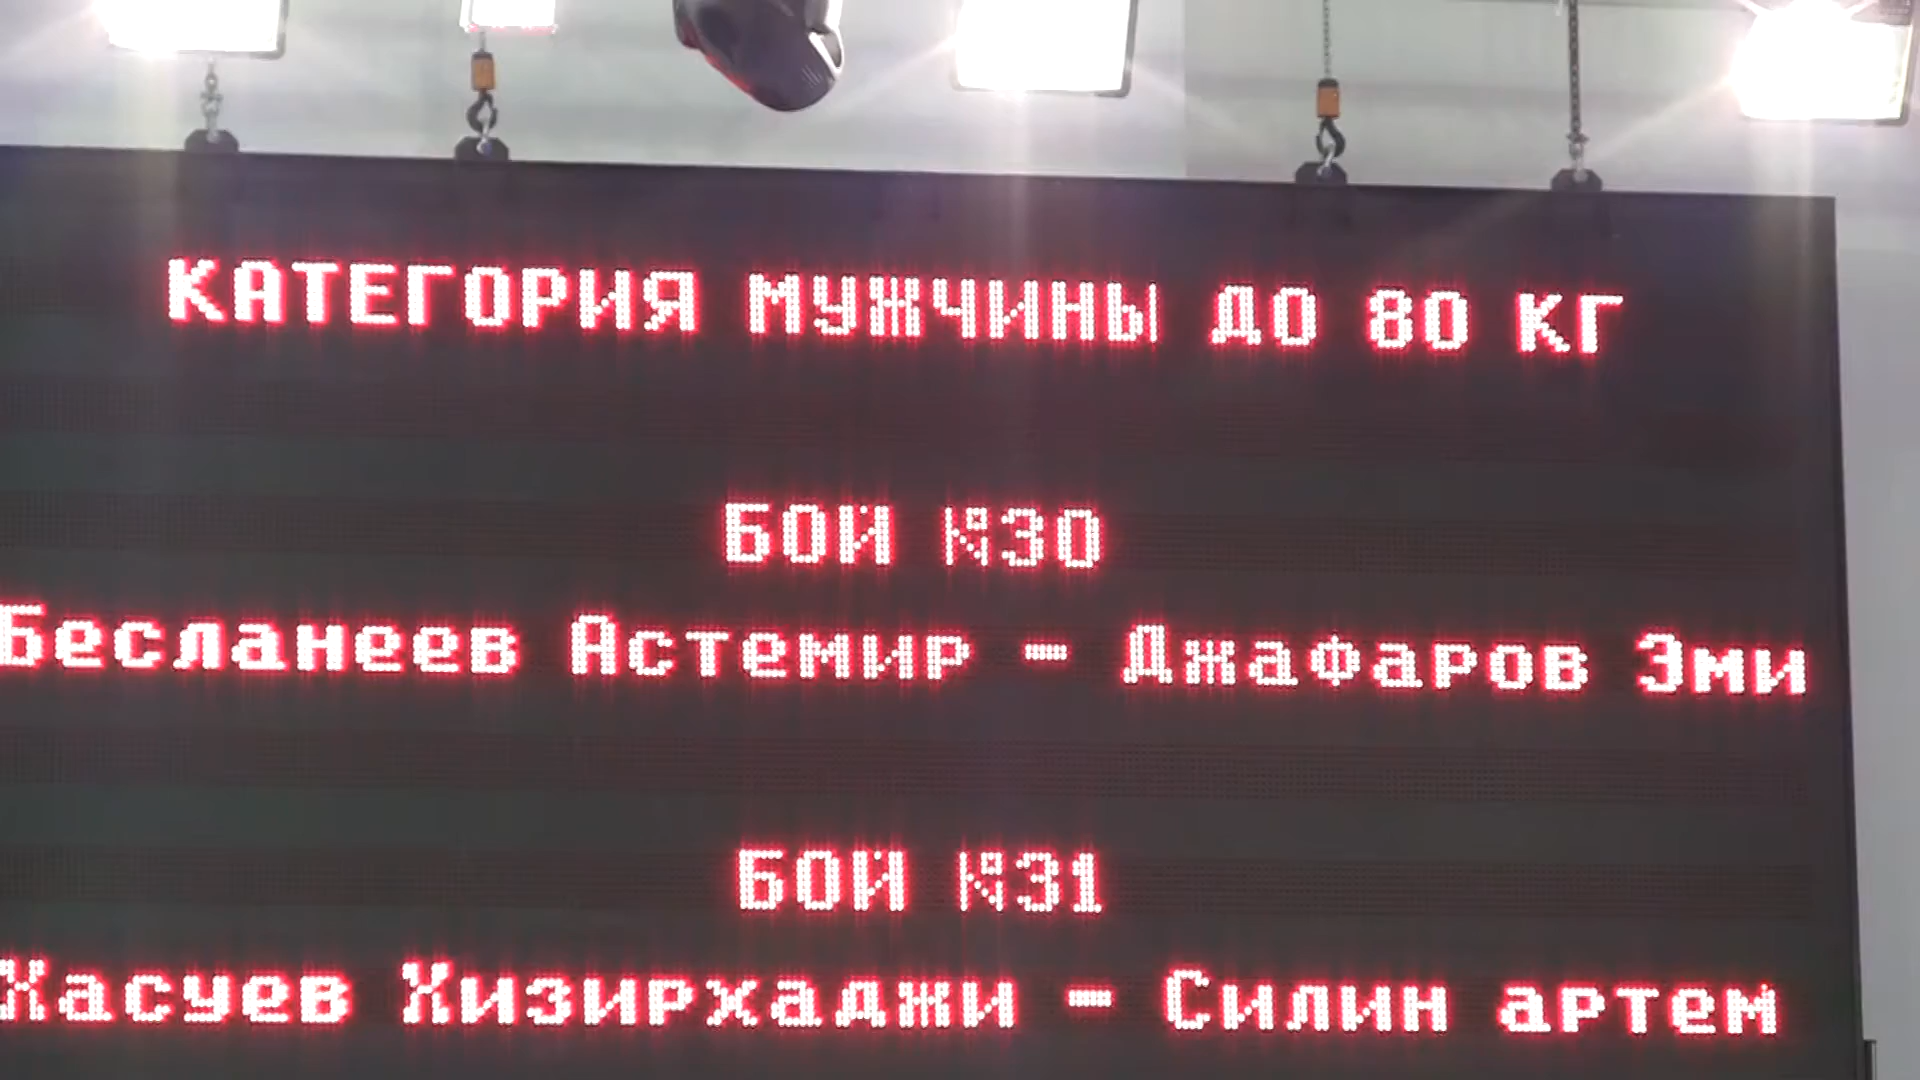 КАТЕГОРИЯ МУЖЧИНЫ ДО 80 КГ
БОЙ №30
Бесланеев Астемир - Джафаров Эми
БОЙ №31
Хасуев Хизирхаджи - Силин артем